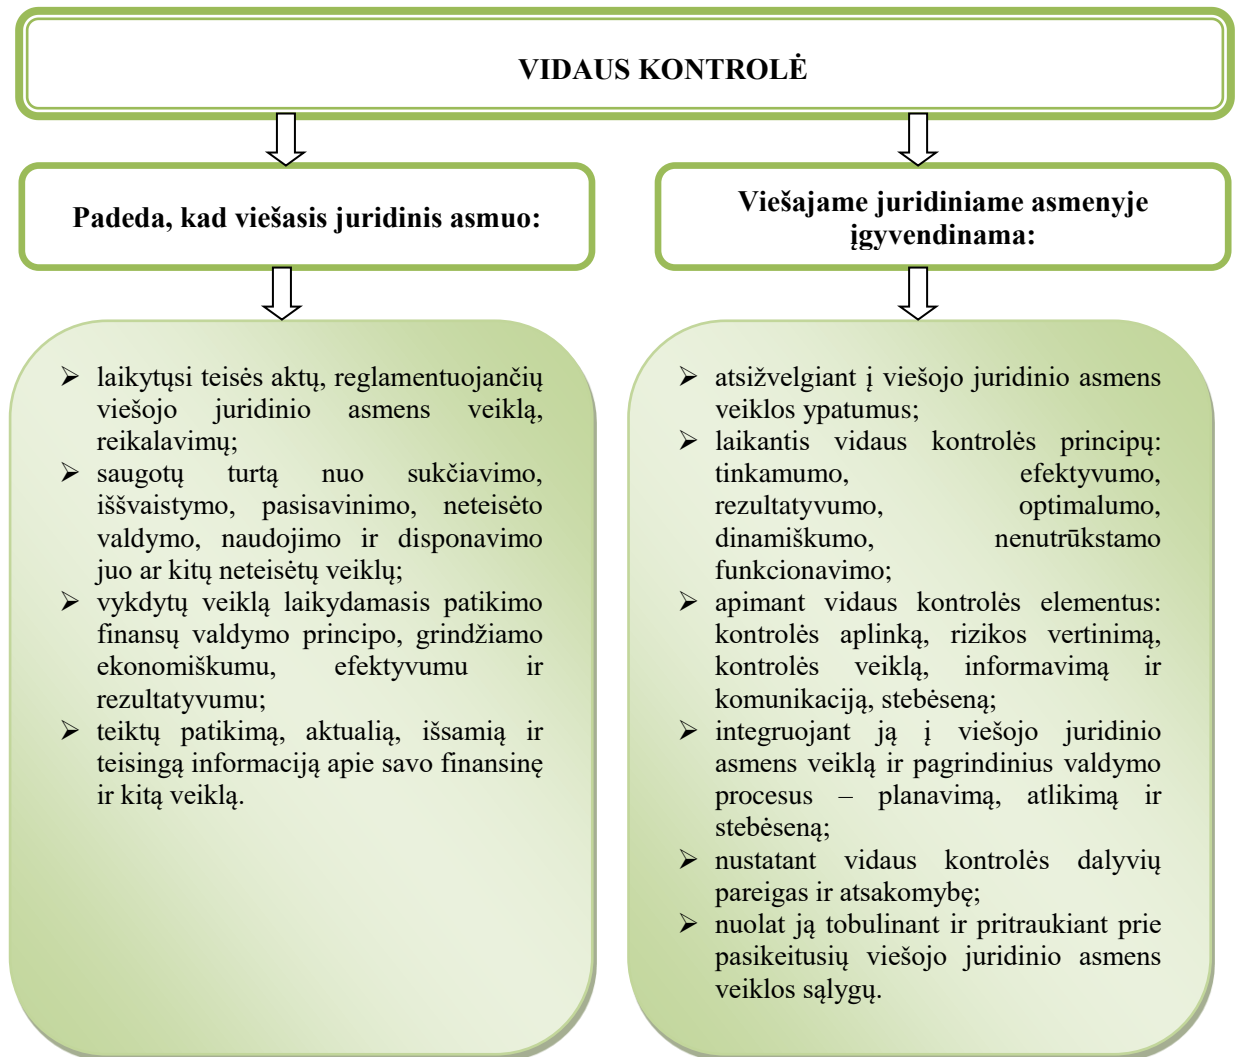 VIDAUS KONTROLĖ
Padeda, kad viešasis juridinis asmuo:
Viešajame juridiniame asmenyje
įgyvendinama:
➢ laikytųsi teisės aktų, reglamentuojančių
viešojo juridinio asmens veiklą,
reikalavimų;
➢ saugotų turtą nuo sukčiavimo,
iššvaistymo, pasisavinimo, neteisėto
valdymo, naudojimo ir disponavimo
juo ar kitų neteisėtų veiklų;
➢ vykdytų veiklą laikydamasis patikimo
finansų valdymo principo, grindžiamo
ekonomiškumu, efektyvumu ir
rezultatyvumu;
➢ teiktų patikimą, aktualią, išsamią ir
teisingą informaciją apie savo finansinę
ir kitą veiklą.
➢ atsižvelgiant į viešojo juridinio asmens
veiklos ypatumus;
➢ laikantis vidaus kontrolės principų:
tinkamumo, efektyvumo,
rezultatyvumo, optimalumo,
dinamiškumo, nenutrūkstamo
funkcionavimo;
➢ apimant vidaus kontrolės elementus:
kontrolės aplinką, rizikos vertinimą,
kontrolės veiklą, informavimą ir
komunikaciją, stebėseną;
➢ integruojant ją į viešojo juridinio
asmens veiklą ir pagrindinius valdymo
procesus – planavimą, atlikimą ir
stebėseną;
➢ nustatant vidaus kontrolės dalyvių
pareigas ir atsakomybę;
➢ nuolat ją tobulinant ir pritraukiant prie
pasikeitusių viešojo juridinio asmens
veiklos sąlygų.